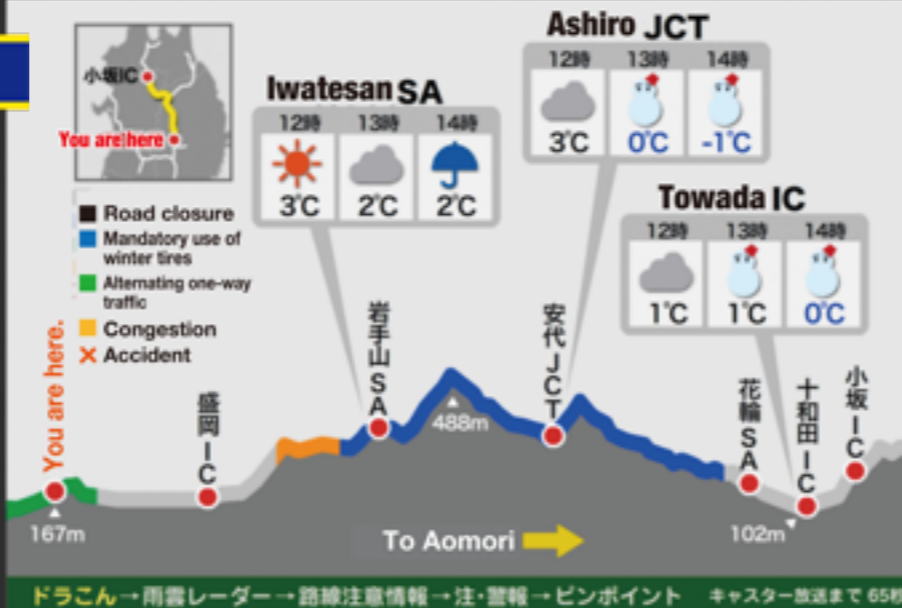 小坂IC
You are here
Iwatesan SA
12時 13時 14時
3℃ 2℃ 2℃
Ashiro JCT
12時 13時 14時
3℃ 0℃ -1℃
Towada IC
12時 13時 14時
1℃ 1℃ 0℃
Road closure
Mandatory use of
winter tires
Alternating one-way
traffic
Congestion
Accident
You are here.
盛岡IC
岩手山SA
安代JCT
花輪SA
十和田IC
小坂IC
167m
488m
102m
To Aomori
ドラこん→雨雲レーダー→路線注意情報→注・警報→ピンポイント キャスター放送まで 65秒